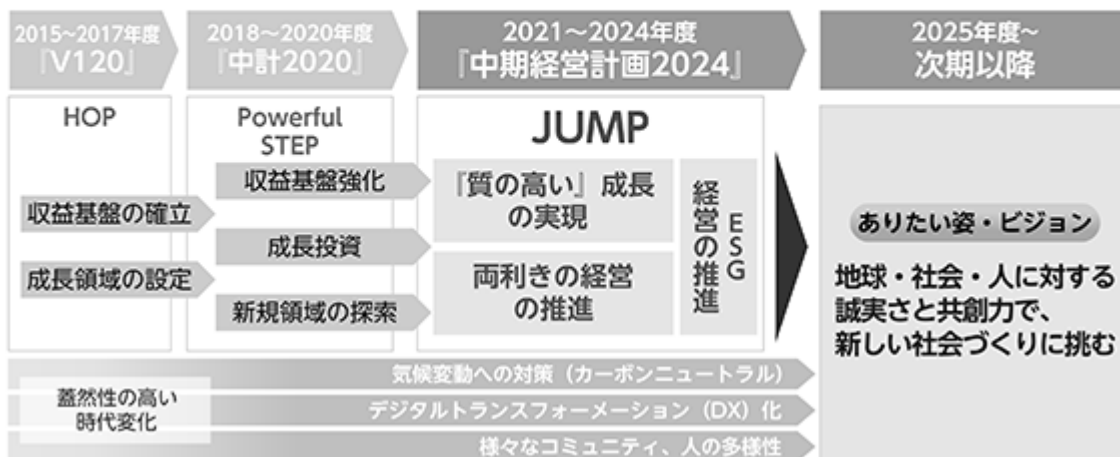 2015～2017年度
『V120』
2018～2020年度
『中計2020』
2021～2024年度
『中期経営計画2024』
2025年度～
次期以降
HOP
収益基盤の確立
成長領域の設定
Powerful
STEP
収益基盤強化
成長投資
新規領域の探索
JUMP
『質の高い』成長
の実現
両利きの経営
の推進
ESG
経営の推進
ありたい姿・ビジョン
地球・社会・人に対する
誠実さと共創力で、
新しい社会づくりに挑む
蓋然性の高い
時代変化
気候変動への対策（カーボンニュートラル）
デジタルトランスフォーメーション（DX）化
様々なコミュニティ、人の多様性